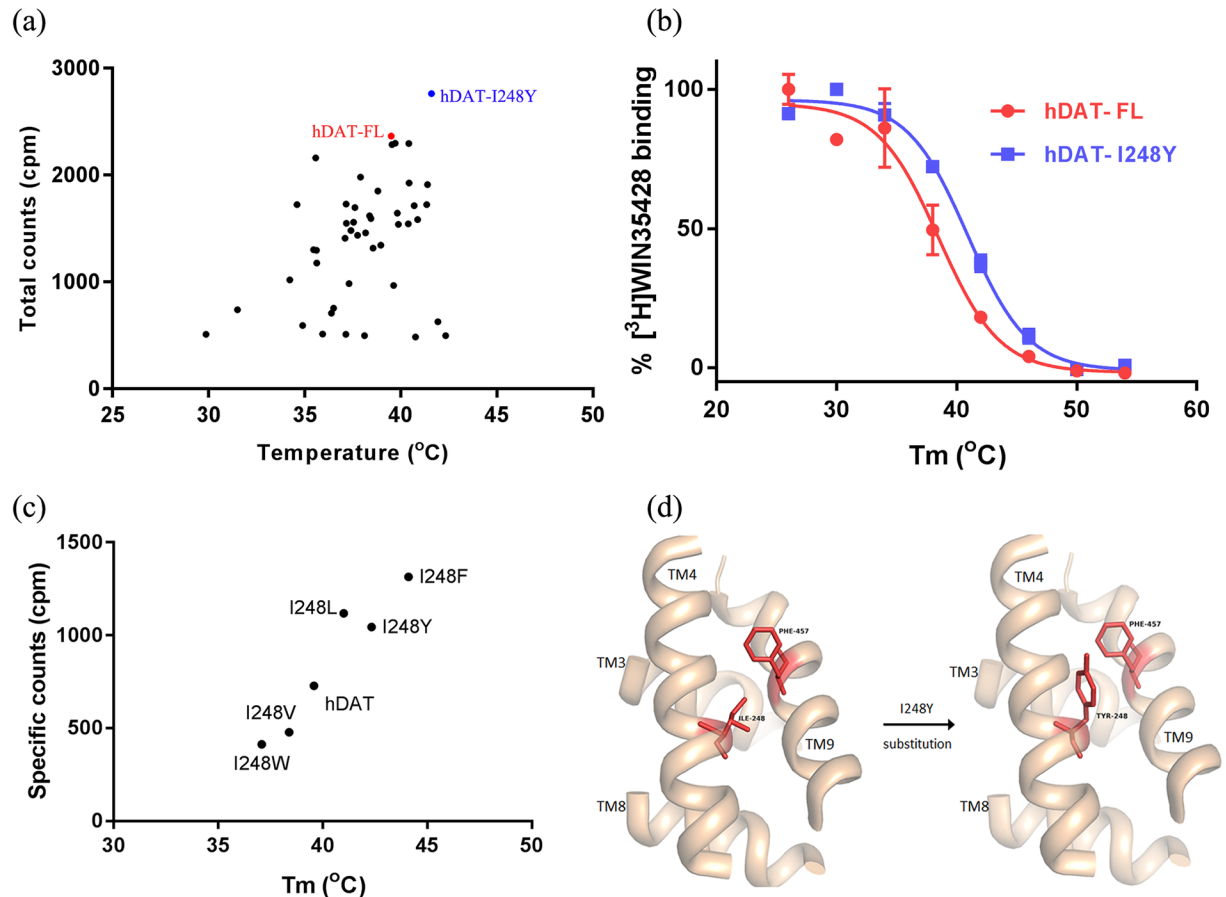 (a)
3000
2000
1000
0
Total counts (cpm)
hDAT-I248Y
hDAT-FL
25
30
35
40
45
50
Temperature (°C)
(b)
100
50
0
% [³H]WIN35428 binding
hDAT- FL
hDAT- I248Y
20
30
40
50
60
Tm (°C)
(c)
1500
1000
500
0
Specific counts (cpm)
I248F
I248L
I248Y
hDAT
I248V
I248W
30
35
40
45
50
Tm (°C)
(d)
TM4
PHE-457
TM3
ILE-248
TM9
TM8
I248Y
substitution
TM4
PHE-457
TM3
TYR-248
TM9
TM8